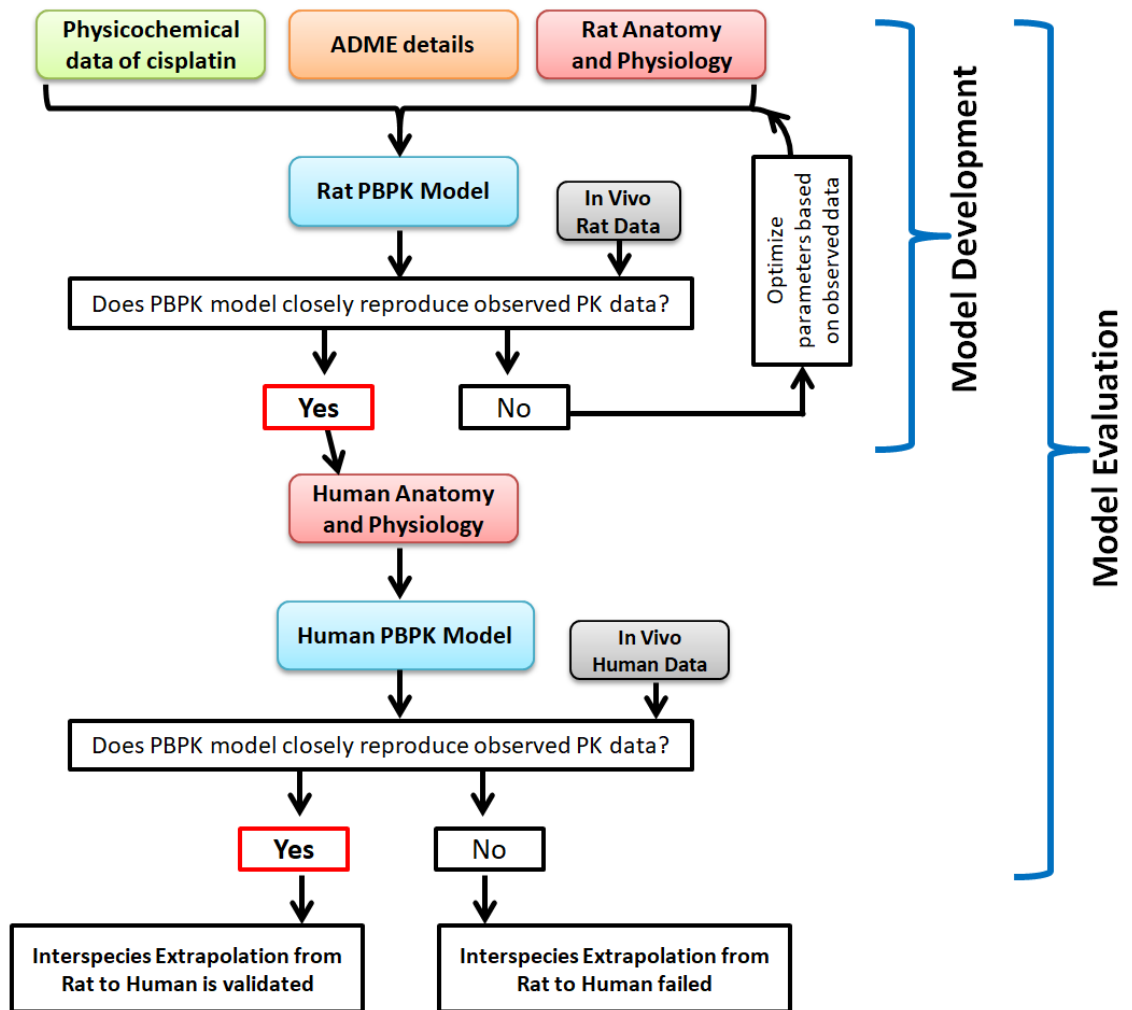 Physicochemical
data of cisplatin
ADME details
Rat Anatomy
and Physiology
Rat PBPK Model
In Vivo
Rat Data
Optimize
parameters based
on observed data
Does PBPK model closely reproduce observed PK data?
Yes
No
Human Anatomy
and Physiology
Human PBPK Model
In Vivo
Human Data
Does PBPK model closely reproduce observed PK data?
Yes
No
Interspecies Extrapolation from
Rat to Human is validated
Interspecies Extrapolation from
Rat to Human failed
Model Development
Model Evaluation